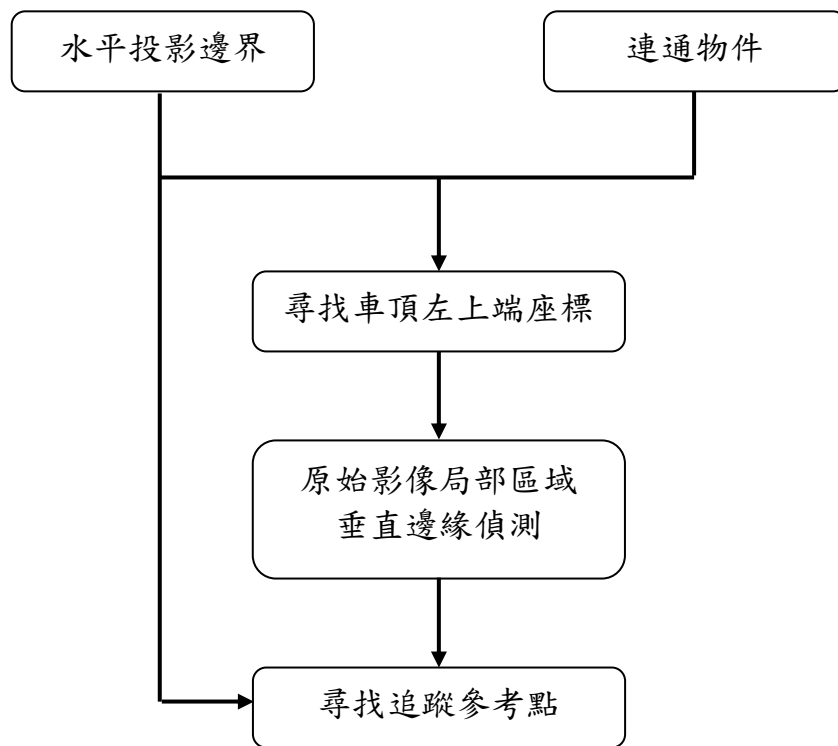 水平投影邊界
連通物件
尋找車頂左上端座標
原始影像局部區域
垂直邊緣偵測
尋找追蹤參考點